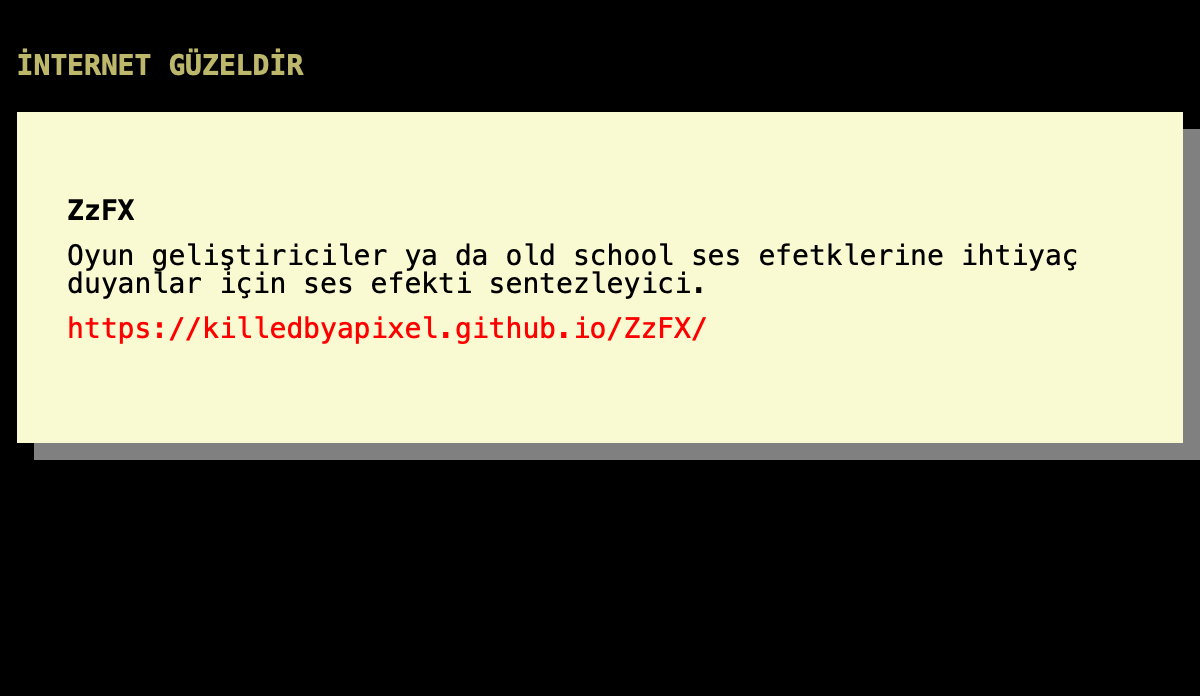 İNTERNET GÜZELDİR
ZzFX
Oyun geliştiriciler ya da old school ses efetklerine ihtiyaç
duyanlar için ses efekti sentezleyici.
https://killedbyapixel.github.io/ZzFX/